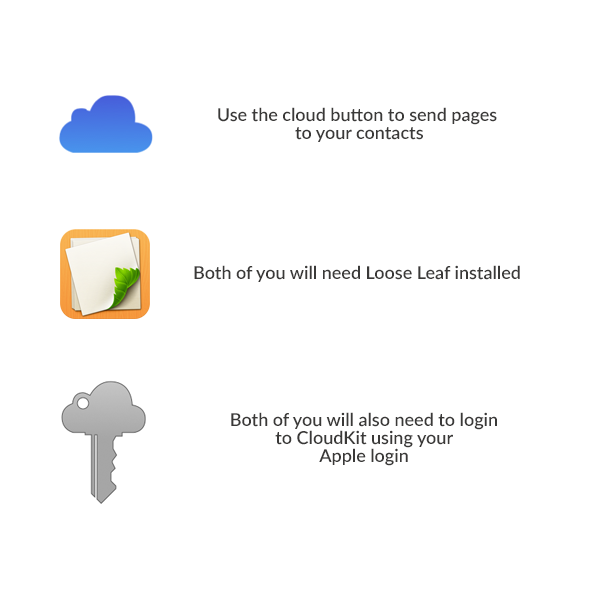 Use the cloud button to send pages
to your contacts
Both of you will need Loose Leaf installed
Both of you will also need to login
to CloudKit using your
Apple login